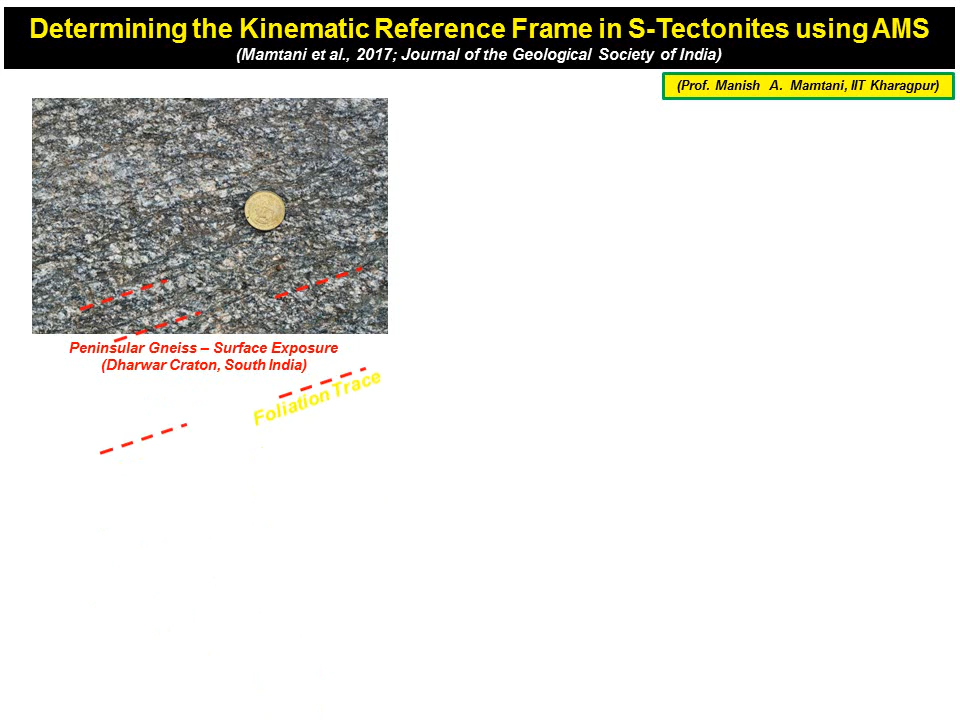 Determining the Kinematic Reference Frame in S-Tectonites using AMS
(Mamtani et al., 2017; Journal of the Geological Society of India)
(Prof. Manish A. Mamtani, IIT Kharagpur)
Peninsular Gneiss – Surface Exposure
(Dharwar Craton, South India)
Foliation Trace